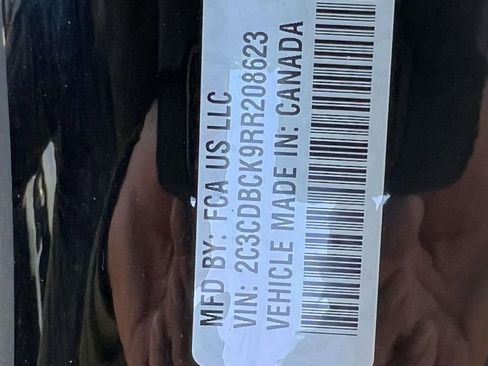 MFD BY: FCA US LLC
VIN: 2C3CDBCK9RR208623
VEHICLE MADE IN: CANADA